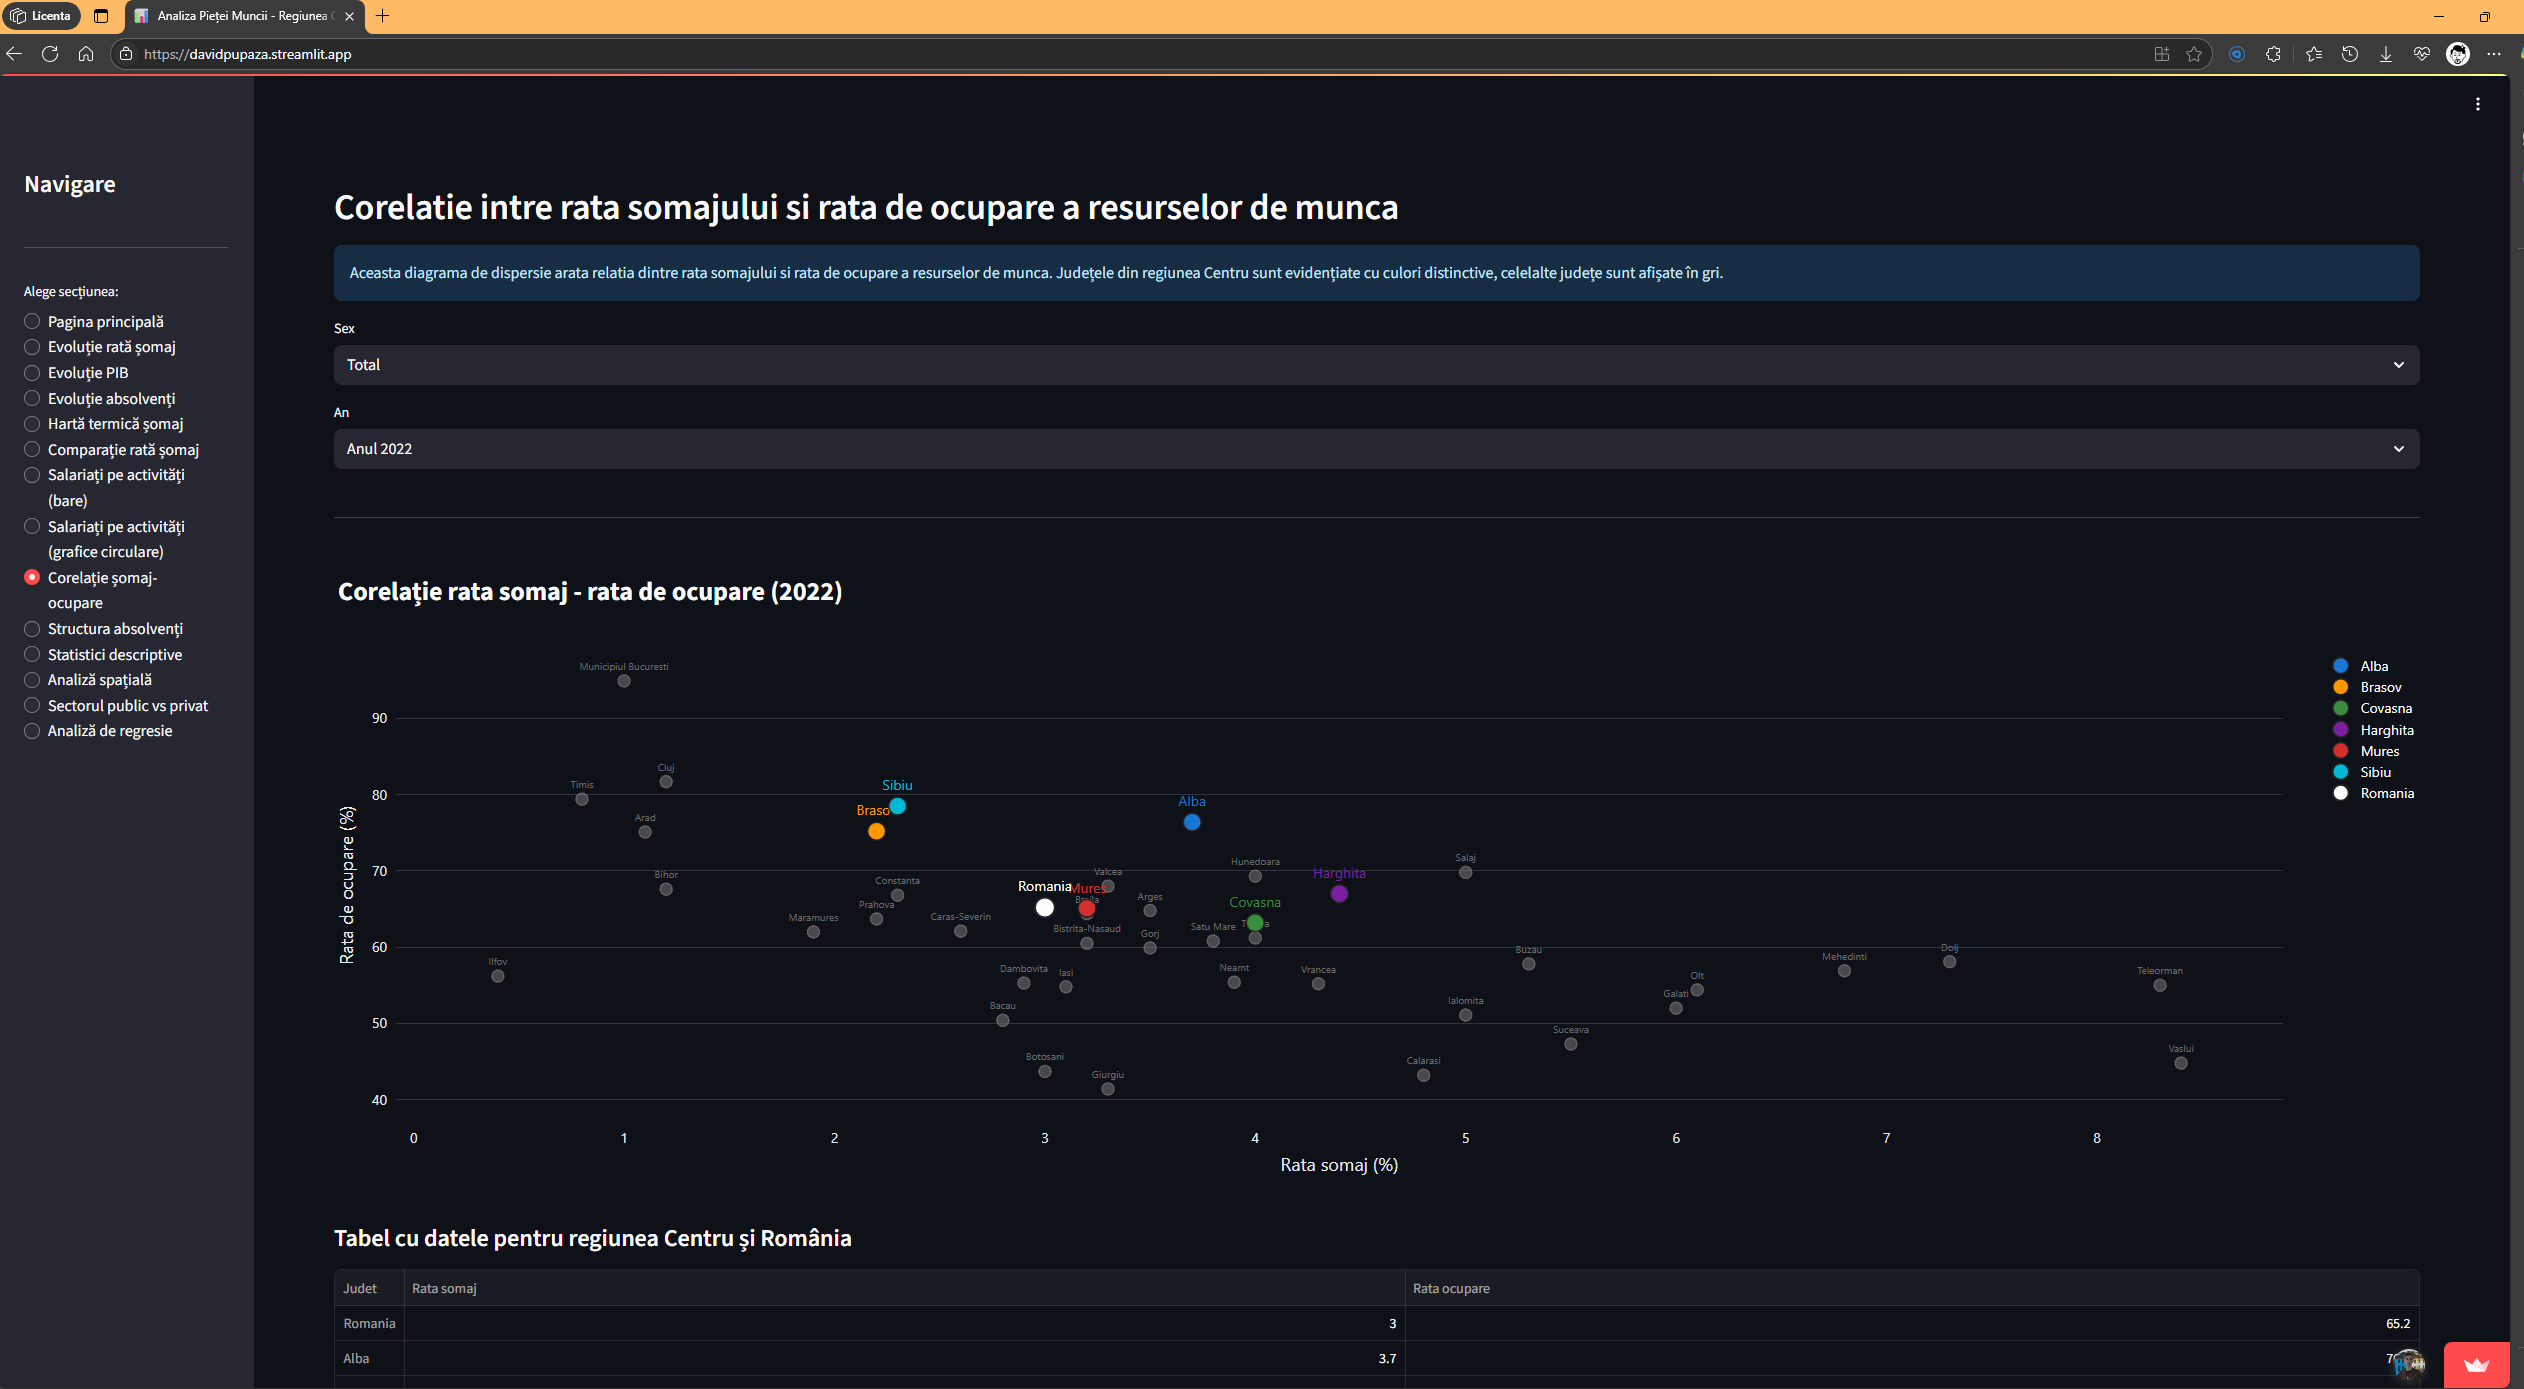 Licenta
Analiza Pieței Muncii - Regiunea
https://davidpupaza.streamlit.app
Navigare
Alege secțiunea:
Pagina principală
Evoluție rată șomaj
Evoluție PIB
Evoluție absolvenți
Hartă termică șomaj
Comparație rată șomaj
Salariați pe activități
(bare)
Salariați pe activități
(grafice circulare)
Corelație șomaj-
ocupare
Structura absolvenți
Statistici descriptive
Analiză spațială
Sectorul public vs privat
Analiză de regresie
Corelatie intre rata somajului si rata de ocupare a resurselor de munca
Aceasta diagrama de dispersie arata relatia dintre rata somajului si rata de ocupare a resurselor de munca. Județele din regiunea Centru sunt evidențiate cu culori distinctive, celelalte județe sunt afișate în gri.
Sex
Total
An
Anul 2022
Corelație rata somaj - rata de ocupare (2022)
Municipiul Bucuresti
90
Cluj
Timis
80
Sibiu
Alba
Braso
Arad
70
Salaj
Hunedoara
Valcea
Harghita
Bihor
Constanta
Romania
Mures
Arges
Prahova
Covasna
Maramures
Caras-Severin
Bistrita-Nasaud
Gorj
Satu Mare
60
Buzau
Dolj
Mehedinti
Ilfov
Dambovita
Iasi
Neamt
Vrancea
Teleorman
Olt
Galati
Bacau
Ialomita
50
Suceava
Botosani
Calarasi
Vaslui
Giurgiu
40
Rata de ocupare (%)
0
1
2
3
4
5
6
7
8
Rata somaj (%)
Alba
Brasov
Covasna
Harghita
Mures
Sibiu
Romania
Tabel cu datele pentru regiunea Centru și România
Judet Rata somaj Rata ocupare
Romania 3 65.2
Alba 3.7